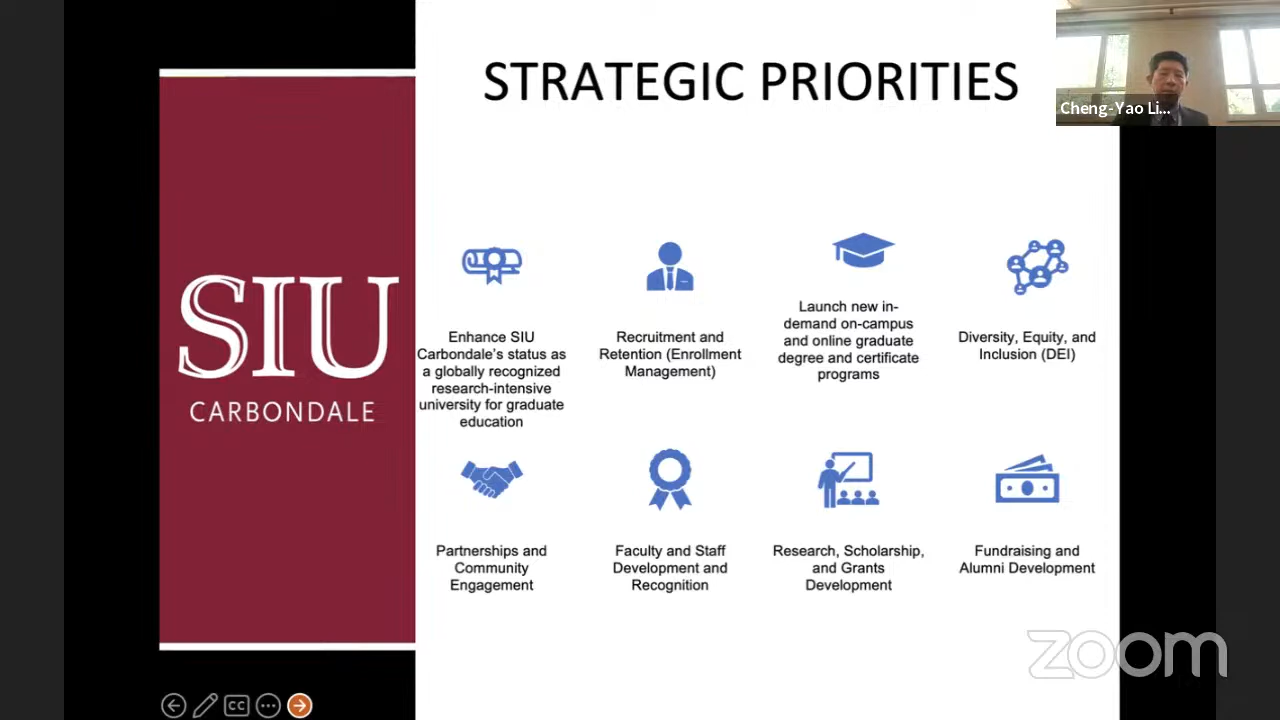 STRATEGIC PRIORITIES
Cheng-Yao Li...
SIU
CARBONDALE
Enhance SIU
Carbondale's status as
a globally recognized
research-intensive
university for graduate
education
Recruitment and
Retention (Enrollment
Management)
Launch new in-
demand on-campus
and online graduate
degree and certificate
programs
Diversity, Equity, and
Inclusion (DEI)
Partnerships and
Community
Engagement
Faculty and Staff
Development and
Recognition
Research, Scholarship,
and Grants
Development
Fundraising and
Alumni Development
zoom
CC